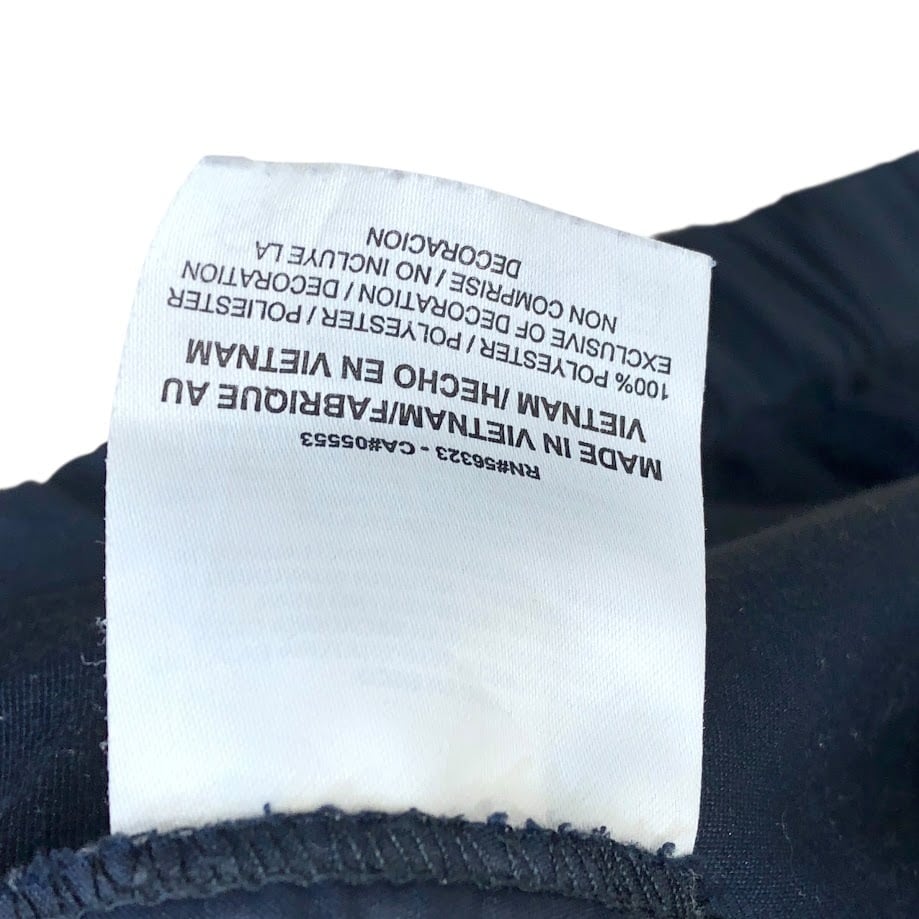 RN#56323 - CA#05553
MADE IN VIETNAM/FABRIQUE AU
VIETNAM /HECHO EN VIETNAM
100% POLYESTER / POLYESTER / POLIESTER
EXCLUSIVE OF DECORATION / DECORATION
NON COMPRISE / NO INCLUYE LA
DECORACION